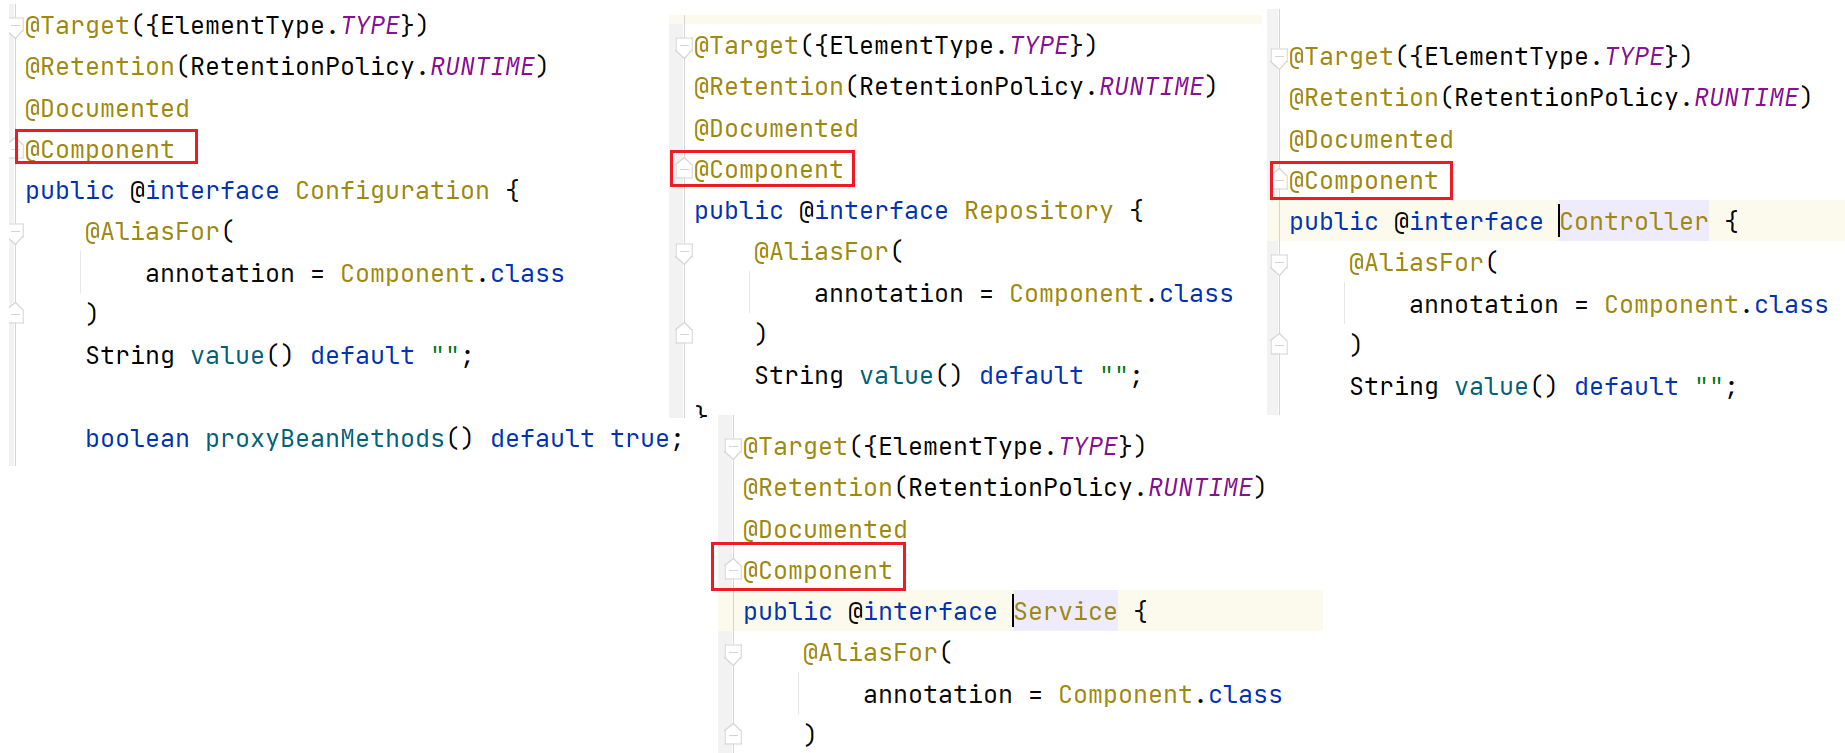 @Target({ElementType.TYPE})
@Retention(RetentionPolicy.RUNTIME)
@Documented
@Component
public @interface Configuration {
@AliasFor(
annotation = Component.class
)
String value() default "";
boolean proxyBeanMethods() default true;
@Target({ElementType.TYPE})
@Retention(RetentionPolicy.RUNTIME)
@Documented
@Component
public @interface Repository {
@AliasFor(
annotation = Component.class
)
String value() default "";
}
@Target({ElementType.TYPE})
@Retention(RetentionPolicy.RUNTIME)
@Documented
@Component
public @interface Controller {
@AliasFor(
annotation = Component.class
)
String value() default "";
@Target({ElementType.TYPE})
@Retention(RetentionPolicy.RUNTIME)
@Documented
@Component
public @interface Service {
@AliasFor(
annotation = Component.class
)